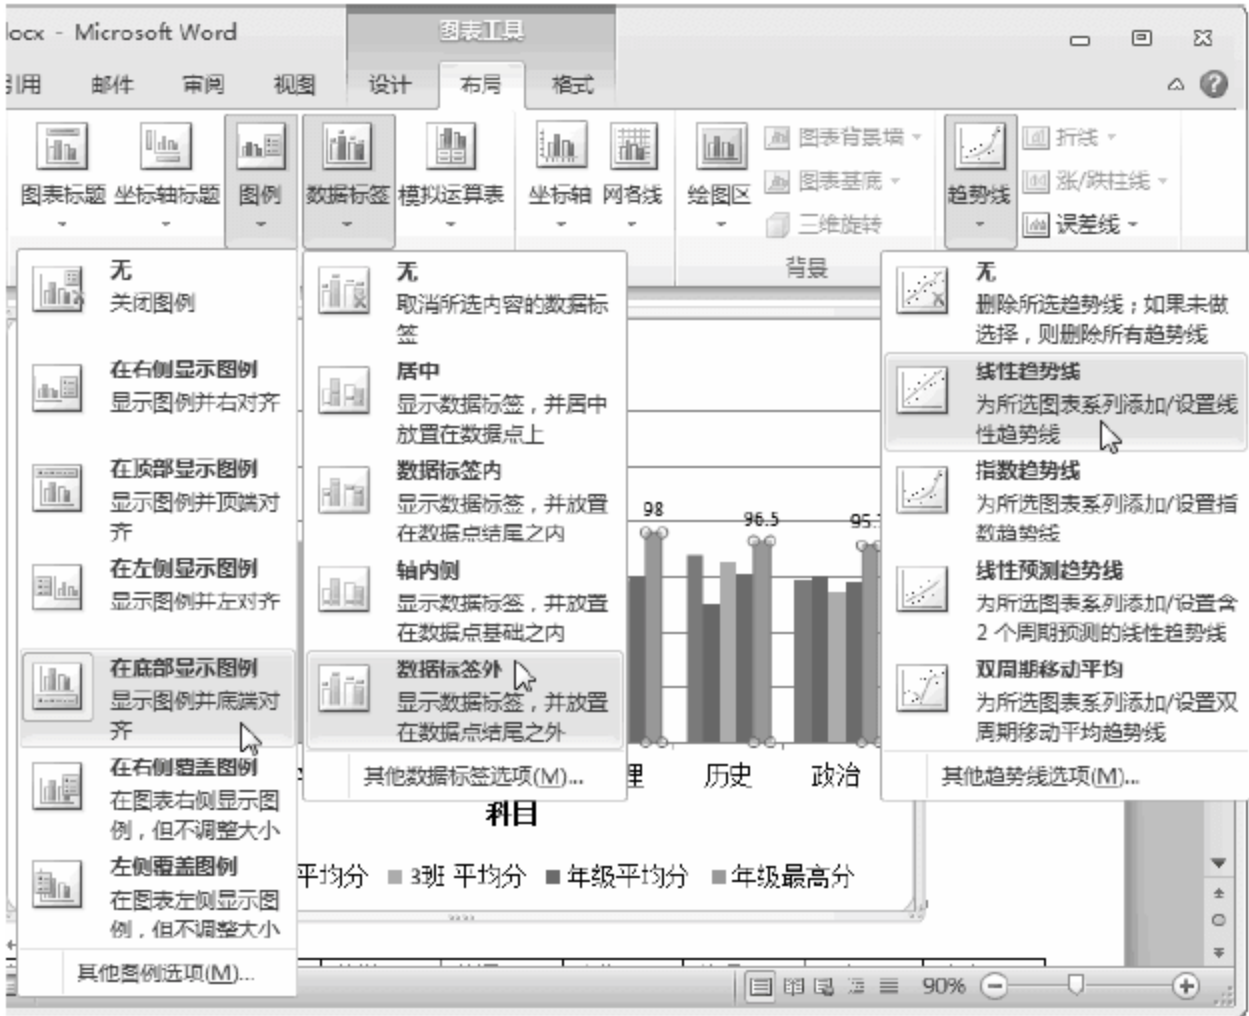 ocx - Microsoft Word
图表工具
引用 邮件 审阅 视图 设计 布局 格式
图表标题 坐标轴标题 图例 数据标签 模拟运算表 坐标轴 网络线 绘图区 图表背景墙 图表基底 三维旋转 趋势线 折线 涨/跌柱线 误差线
背景
无
关闭图例
在右侧显示图例
显示图例并右对齐
在顶部显示图例
显示图例并顶端对
齐
在左侧显示图例
显示图例并左对齐
在底部显示图例
显示图例并底端对
齐
在右侧覆盖图例
在图表右侧显示图
例，但不调整大小
左侧覆盖图例
在图表左侧显示图
例，但不调整大小
其他图例选项(M)...
无
取消所选内容的数据标
签
居中
显示数据标签，并居中
放置在数据点上
数据标签内
显示数据标签，并放置
在数据点结尾之内
轴内侧
显示数据标签，并放置
在数据点基础之内
数据标签外
显示数据标签，并放置
在数据点结尾之外
其他数据标签选项(M)...
无
删除所选趋势线；如果未做
选择，则删除所有趋势线
线性趋势线
为所选图表系列添加/设置线
性趋势线
指数趋势线
为所选图表系列添加/设置指
数趋势线
线性预测趋势线
为所选图表系列添加/设置含
2 个周期预测的线性趋势线
双周期移动平均
为所选图表系列添加/设置双
周期移动平均趋势线
其他趋势线选项(M)...
98 96.5 95.
理 历史 政治
科目
平均分 3班 平均分 年级平均分 年级最高分
90%